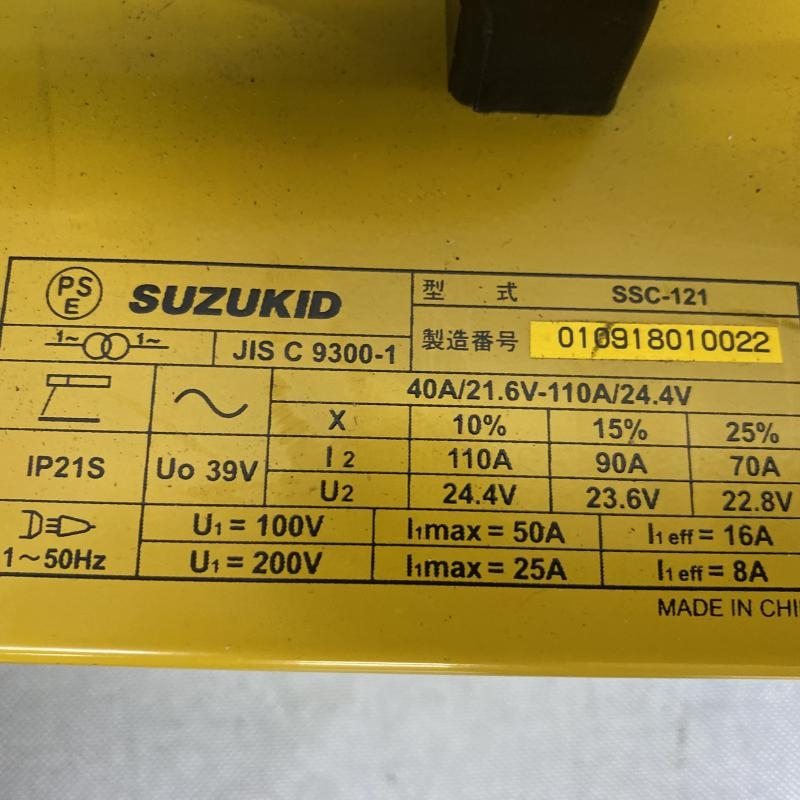 PS
E
SUZUKID
型 式 SSC-121
製造番号 010918010022
1~ 1~ JIS C 9300-1
40A/21.6V-110A/24.4V
X 10% 15% 25%
IP21S U0 39V I2 110A 90A 70A
U2 24.4V 23.6V 22.8V
U1 = 100V I1max = 50A I1 eff = 16A
1~50Hz U1 = 200V I1max = 25A I1 eff = 8A
MADE IN